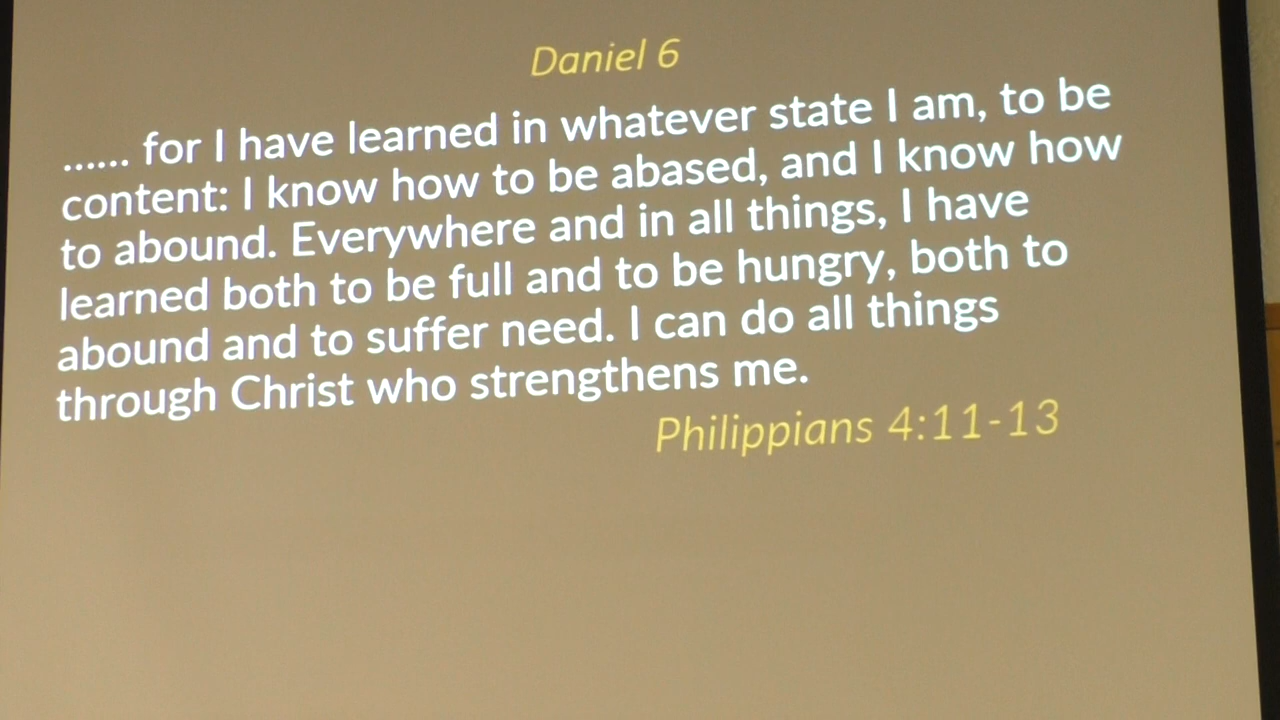 Daniel 6
...... for I have learned in whatever state I am, to be
content: I know how to be abased, and I know how
to abound. Everywhere and in all things, I have
learned both to be full and to be hungry, both to
abound and to suffer need. I can do all things
through Christ who strengthens me.
Philippians 4:11-13